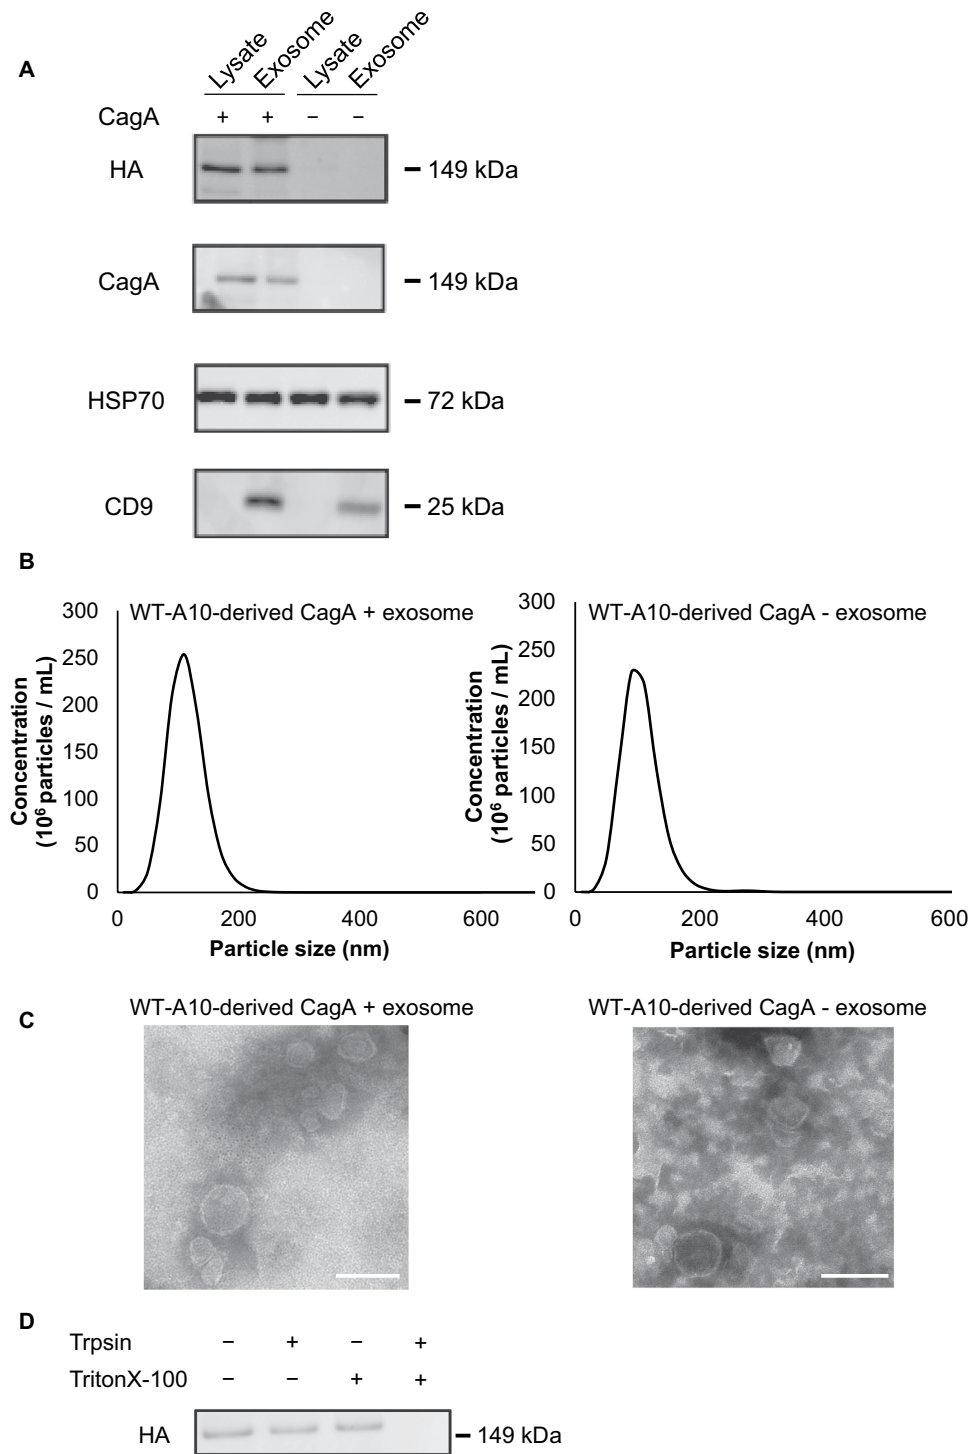 A
Lysate Exosome Lysate Exosome
CagA + + − −
HA − 149 kDa
CagA − 149 kDa
HSP70 − 72 kDa
CD9 − 25 kDa
B
WT-A10-derived CagA + exosome
300
250
200
150
100
50
0
Concentration
(10⁶ particles / mL)
0 200 400 600
Particle size (nm)
WT-A10-derived CagA - exosome
300
250
200
150
100
50
0
Concentration
(10⁶ particles / mL)
0 200 400 600
Particle size (nm)
C
WT-A10-derived CagA + exosome
WT-A10-derived CagA - exosome
D
Trpsin − + − +
TritonX-100 − − + +
HA − 149 kDa